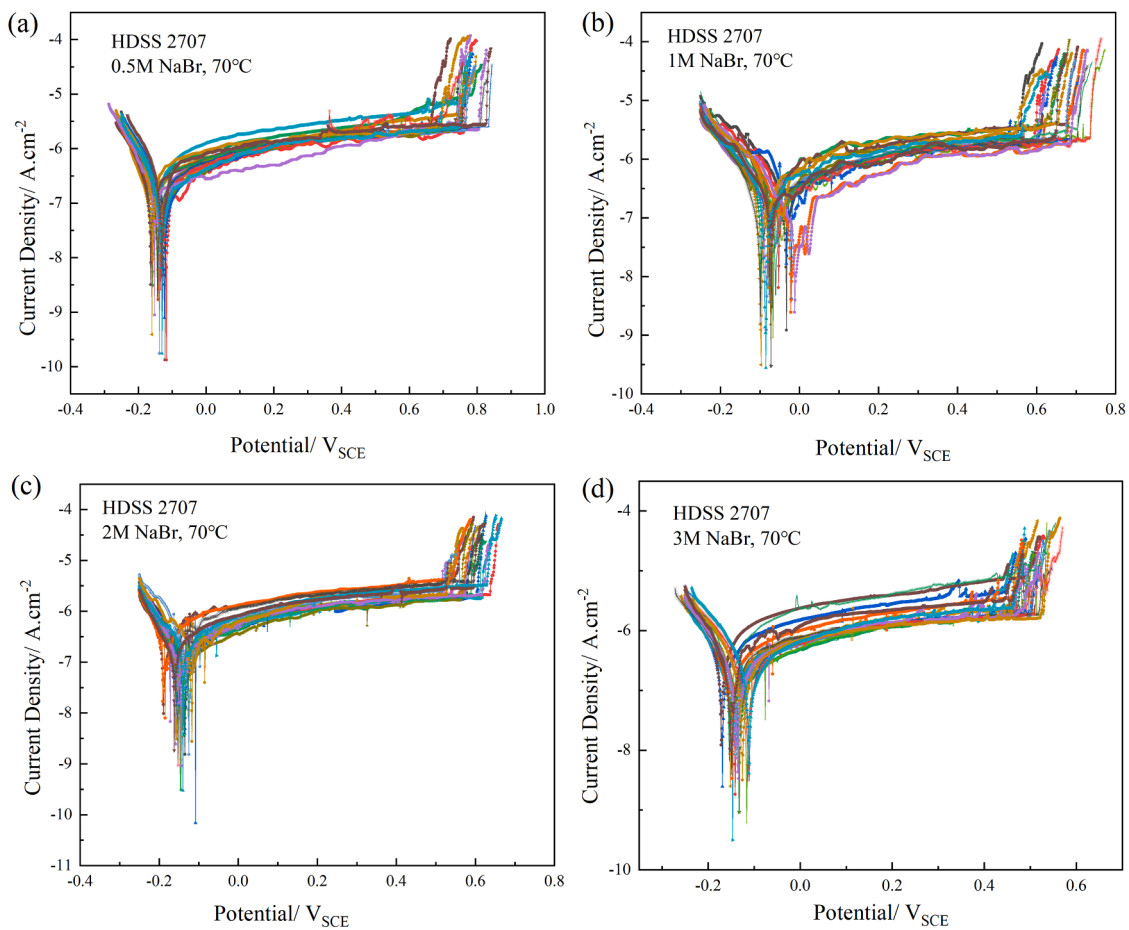 (a)
HDSS 2707
0.5M NaBr, 70℃
-4
-5
-6
-7
-8
-9
-10
-0.4
-0.2
0.0
0.2
0.4
0.6
0.8
1.0
Current Density/ A.cm-2
Potential/ VSCE
(b)
HDSS 2707
1M NaBr, 70℃
-4
-5
-6
-7
-8
-9
-10
-0.4
-0.2
0.0
0.2
0.4
0.6
0.8
Current Density/ A.cm-2
Potential/ VSCE
(c)
HDSS 2707
2M NaBr, 70℃
-4
-5
-6
-7
-8
-9
-10
-11
-0.4
-0.2
0.0
0.2
0.4
0.6
0.8
Current Density/ A.cm-2
Potential/ VSCE
(d)
HDSS 2707
3M NaBr, 70℃
-4
-6
-8
-10
-0.2
0.0
0.2
0.4
0.6
Current Density/ A.cm-2
Potential/ VSCE